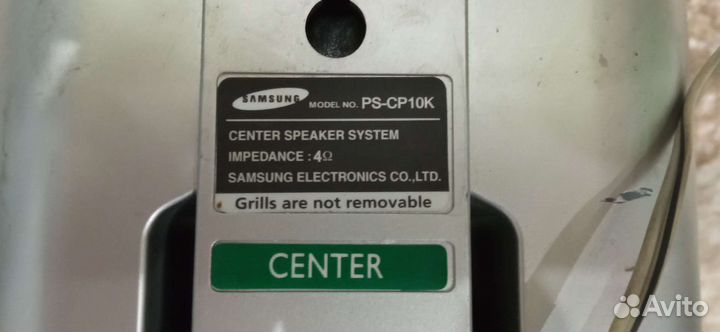 SAMSUNG MODEL NO. PS-CP10K
CENTER SPEAKER SYSTEM
IMPEDANCE : 4Ω
SAMSUNG ELECTRONICS CO.,LTD.
Grills are not removable
CENTER
Avito